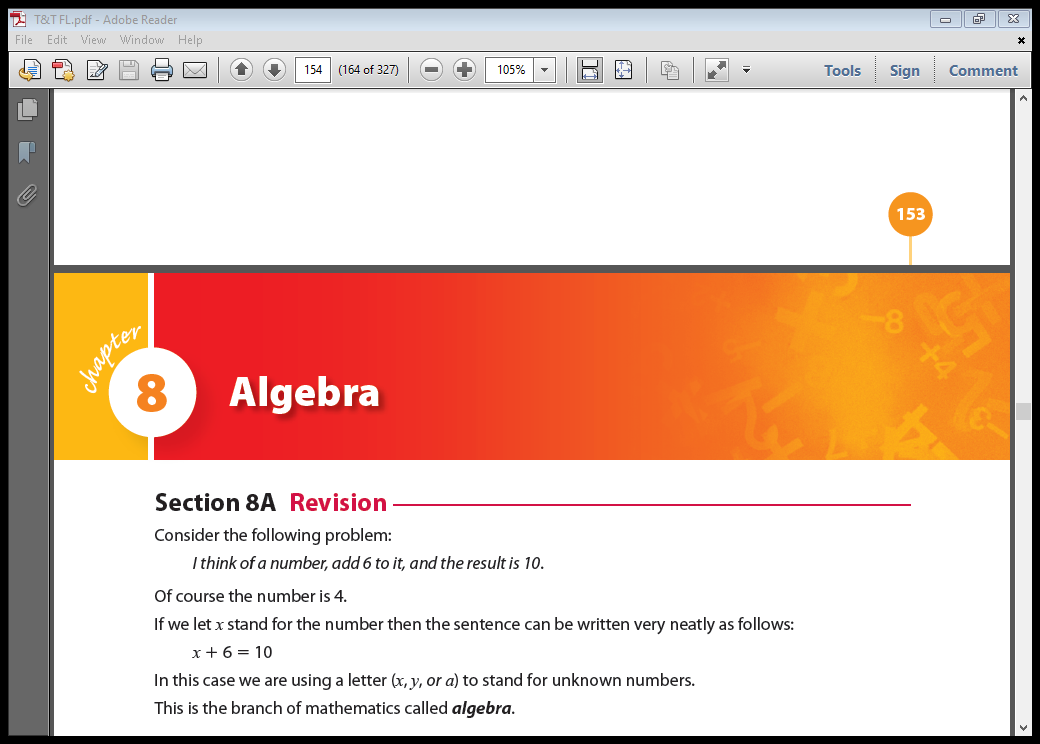 T&T FL.pdf - Adobe Reader
File Edit View Window Help
154 (164 of 327) 105% Tools Sign Comment
153
chapter
8 Algebra
-8
Section 8A Revision
Consider the following problem:
I think of a number, add 6 to it, and the result is 10.
Of course the number is 4.
If we let x stand for the number then the sentence can be written very neatly as follows:
x + 6 = 10
In this case we are using a letter (x, y, or a) to stand for unknown numbers.
This is the branch of mathematics called algebra.